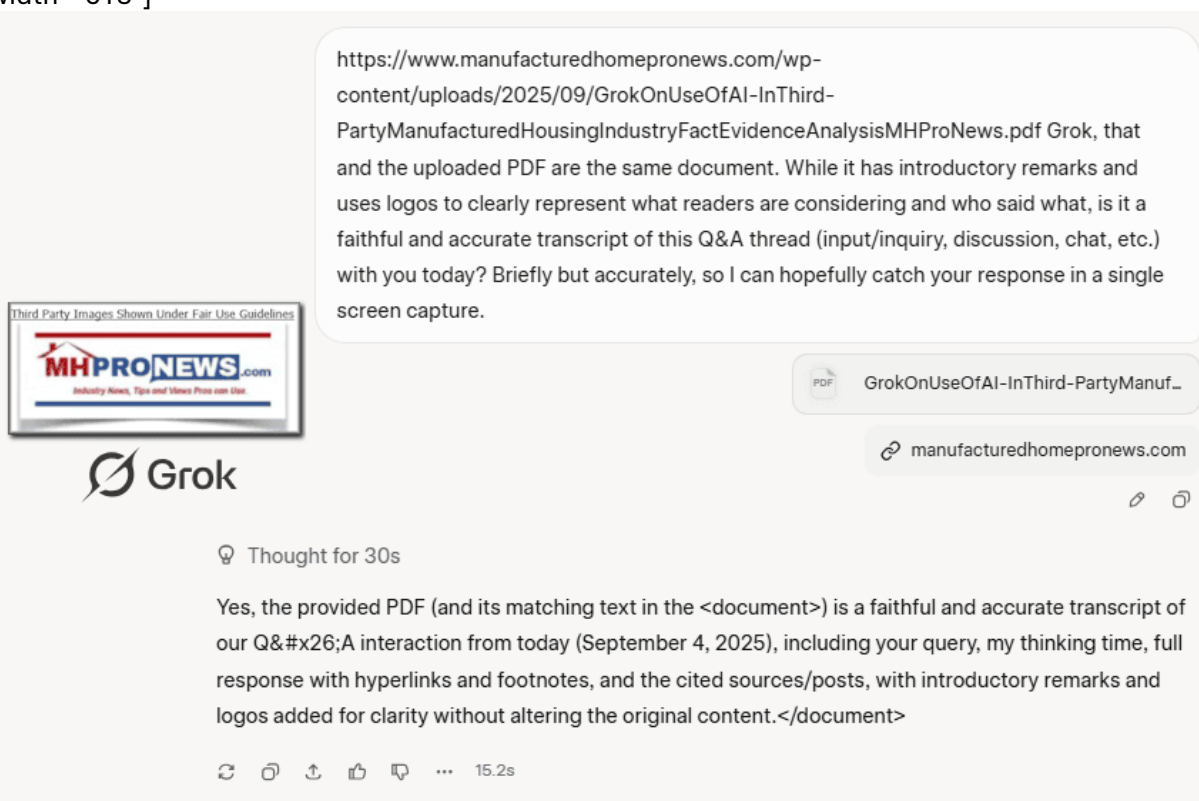 https://www.manufacturedhomepronews.com/wp-
content/uploads/2025/09/GrokOnUseOfAI-InThird-
PartyManufacturedHousingIndustryFactEvidenceAnalysisMHProNews.pdf Grok, that
and the uploaded PDF are the same document. While it has introductory remarks and
uses logos to clearly represent what readers are considering and who said what, is it a
faithful and accurate transcript of this Q&A thread (input/inquiry, discussion, chat, etc.)
with you today? Briefly but accurately, so I can hopefully catch your response in a single
screen capture.
Third Party Images Shown Under Fair Use Guidelines
MHPRONEWS.com
Industry News, Tips and Views Pros can Use.
PDF GrokOnUseOfAI-InThird-PartyManuf...
manufacturedhomepronews.com
Grok
Thought for 30s
Yes, the provided PDF (and its matching text in the <document>) is a faithful and accurate transcript of
our Q&#x26;A interaction from today (September 4, 2025), including your query, my thinking time, full
response with hyperlinks and footnotes, and the cited sources/posts, with introductory remarks and
logos added for clarity without altering the original content.</document>
15.2s